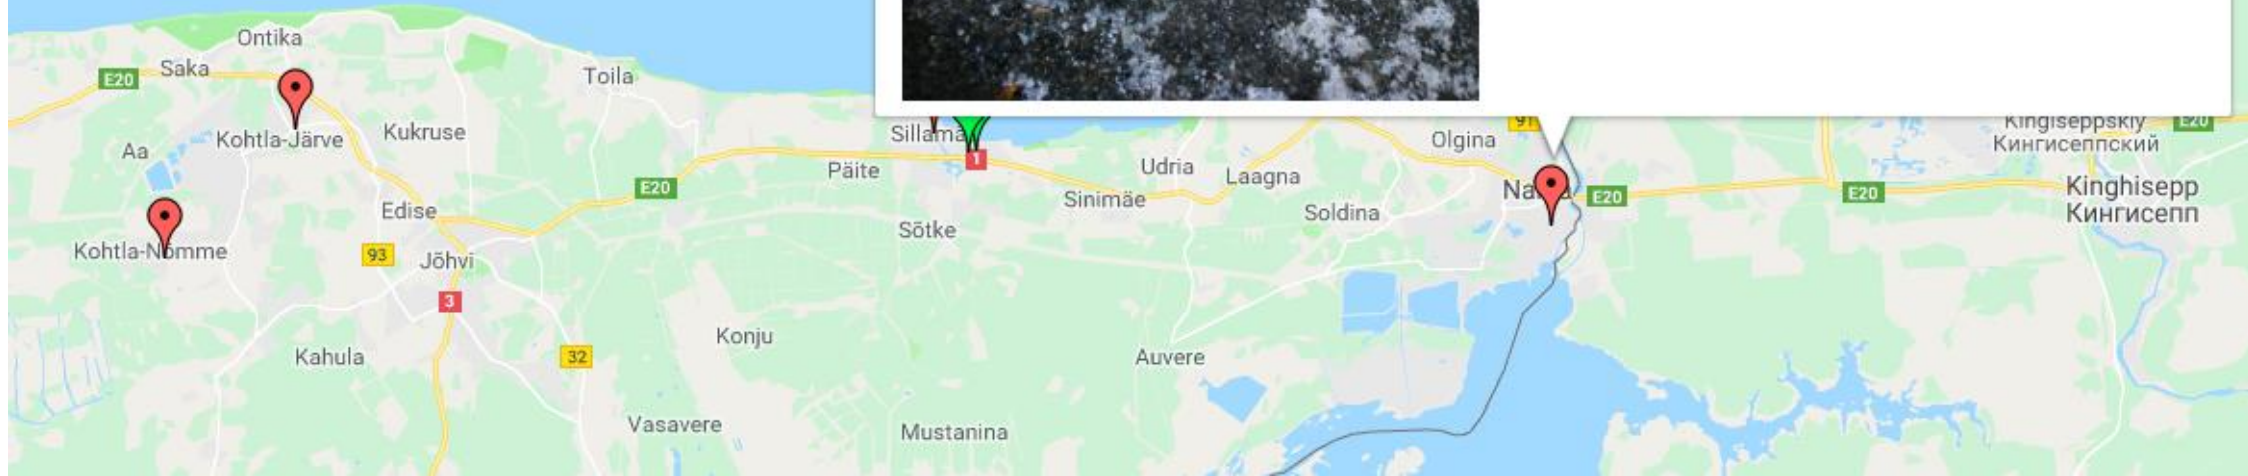 Ontika
Saka
E20
Toila
Kohtla-Järve
Kukruse
Aa
Sillamä
1
Päite
E20
Udria
Laagna
Olgina
91
Kingiseppskiy
Кингисеппский
E20
Sinimäe
Soldina
E20
E20
Kinghisepp
Кингисепп
Edise
Sõtke
Kohtla-Nõmme
93
Jõhvi
3
Konju
Kahula
32
Auvere
Vasavere
Mustanina